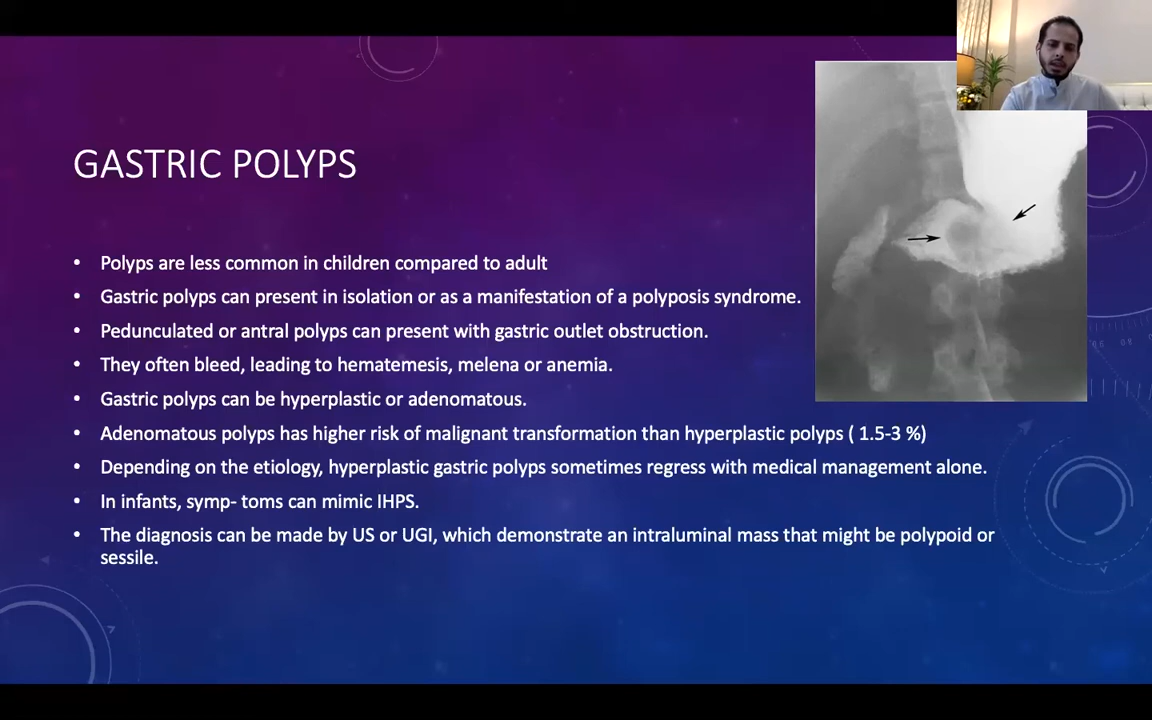 GASTRIC POLYPS
• Polyps are less common in children compared to adult
• Gastric polyps can present in isolation or as a manifestation of a polyposis syndrome.
• Pedunculated or antral polyps can present with gastric outlet obstruction.
• They often bleed, leading to hematemesis, melena or anemia.
• Gastric polyps can be hyperplastic or adenomatous.
• Adenomatous polyps has higher risk of malignant transformation than hyperplastic polyps ( 1.5-3 %)
• Depending on the etiology, hyperplastic gastric polyps sometimes regress with medical management alone.
• In infants, symp- toms can mimic IHPS.
• The diagnosis can be made by US or UGI, which demonstrate an intraluminal mass that might be polypoid or
sessile.